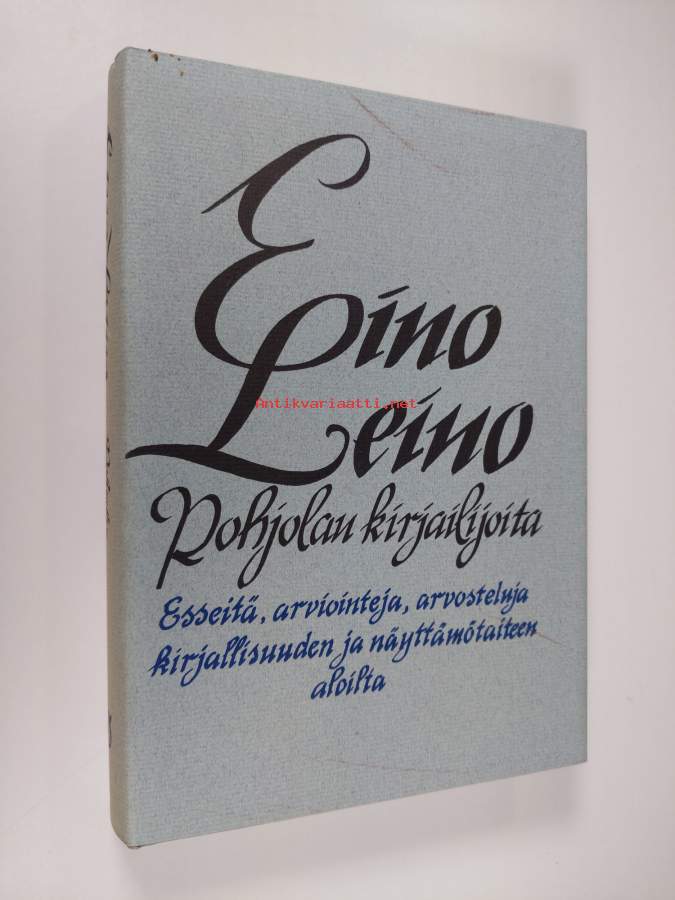 Eino
Antikvariaatti.net
Leino
Pohjolan kirjailijoita
Esseitä, arviointeja, arvosteluja
kirjallisuuden ja näyttämötaiteen
aloilta